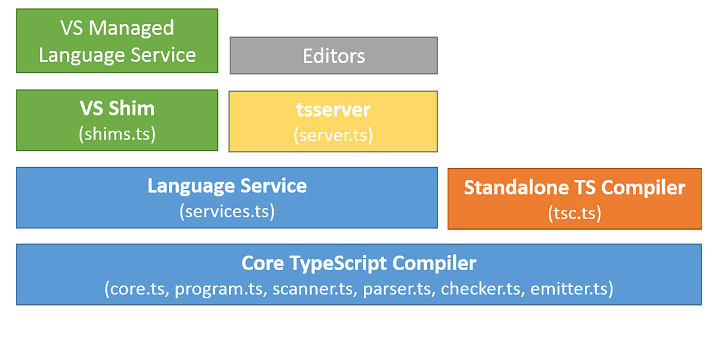 VS Managed
Language Service
Editors
VS Shim
(shims.ts)
tsserver
(server.ts)
Language Service
(services.ts)
Standalone TS Compiler
(tsc.ts)
Core TypeScript Compiler
(core.ts, program.ts, scanner.ts, parser.ts, checker.ts, emitter.ts)